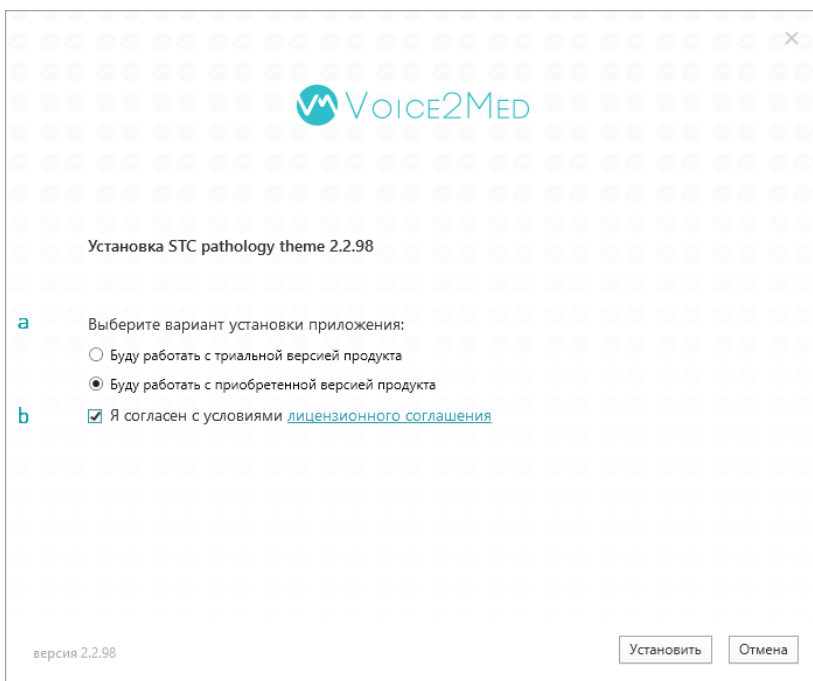 VOICE2MED
Установка STC pathology theme 2.2.98
a Выберите вариант установки приложения:
Буду работать с триальной версией продукта
Буду работать с приобретенной версией продукта
b Я согласен с условиями лицензионного соглашения
версия 2.2.98 Установить Отмена